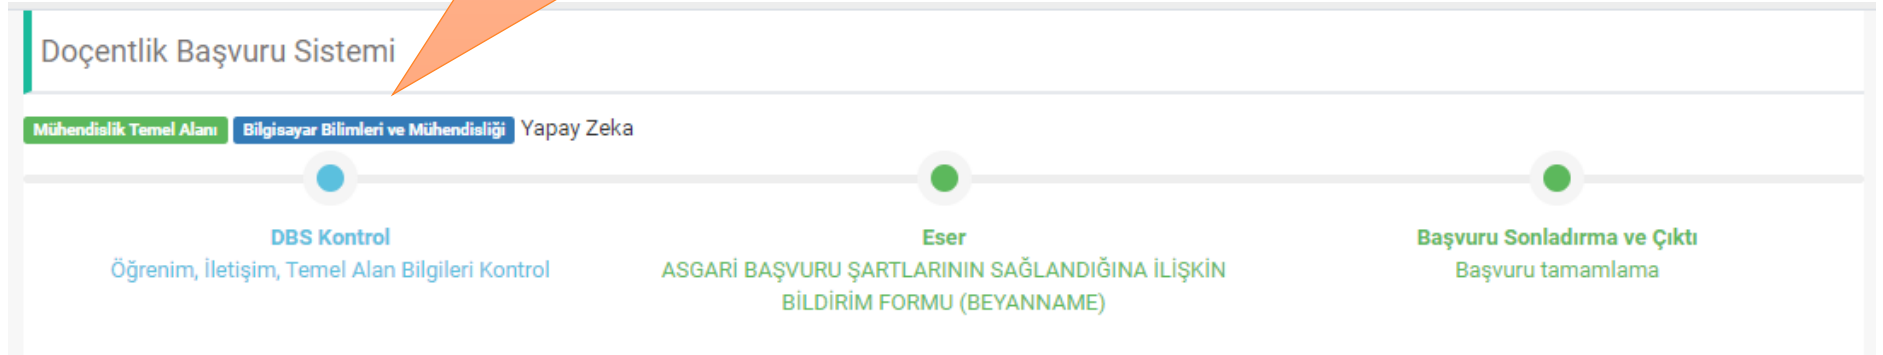 Doçentlik Başvuru Sistemi
Mühendislik Temel Alanı Bilgisayar Bilimleri ve Mühendisliği Yapay Zeka
DBS Kontrol
Öğrenim, İletişim, Temel Alan Bilgileri Kontrol
Eser
ASGARİ BAŞVURU ŞARTLARININ SAĞLANDIĞINA İLİŞKİN
BİLDİRİM FORMU (BEYANNAME)
Başvuru Sonladırma ve Çıktı
Başvuru tamamlama